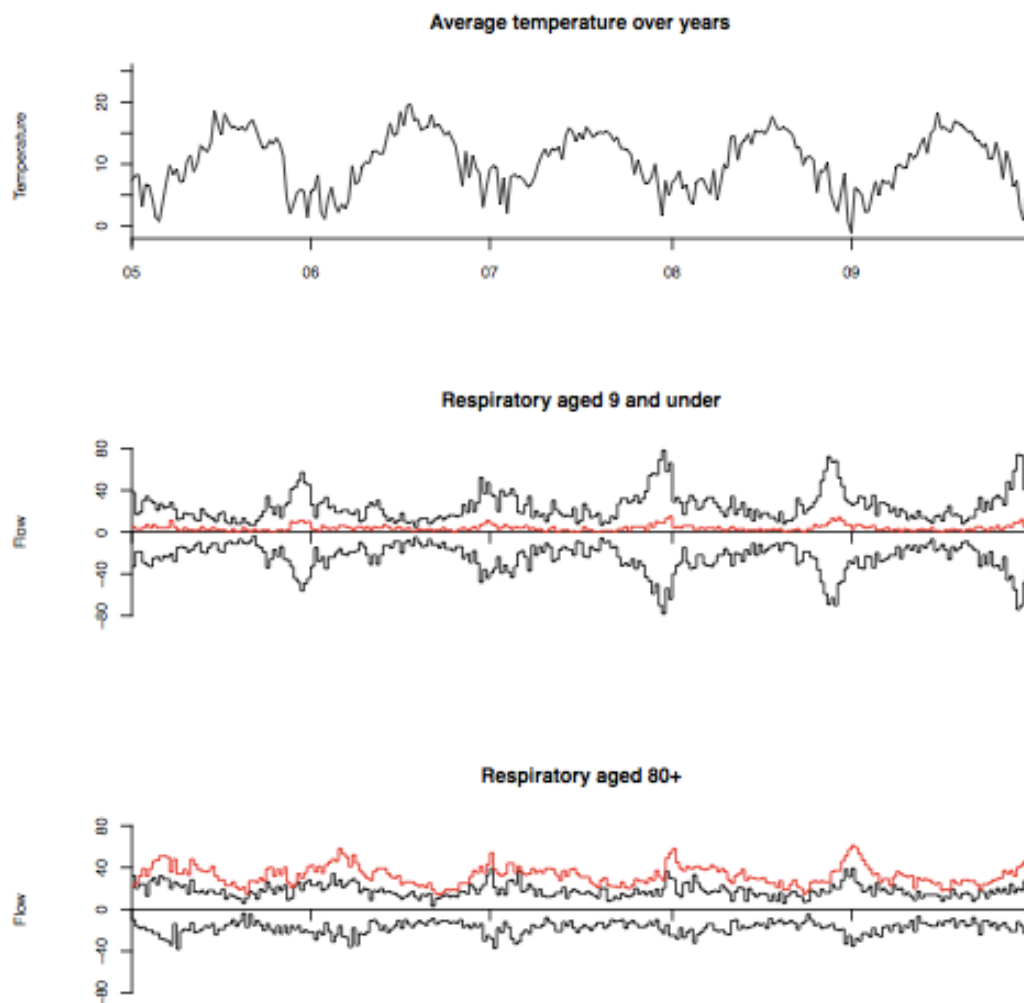 Average temperature over years
Temperature
20
10
0
05 06 07 08 09
Respiratory aged 9 and under
Flow
80
40
0
-40
-80
Respiratory aged 80+
Flow
80
40
0
-40
-80